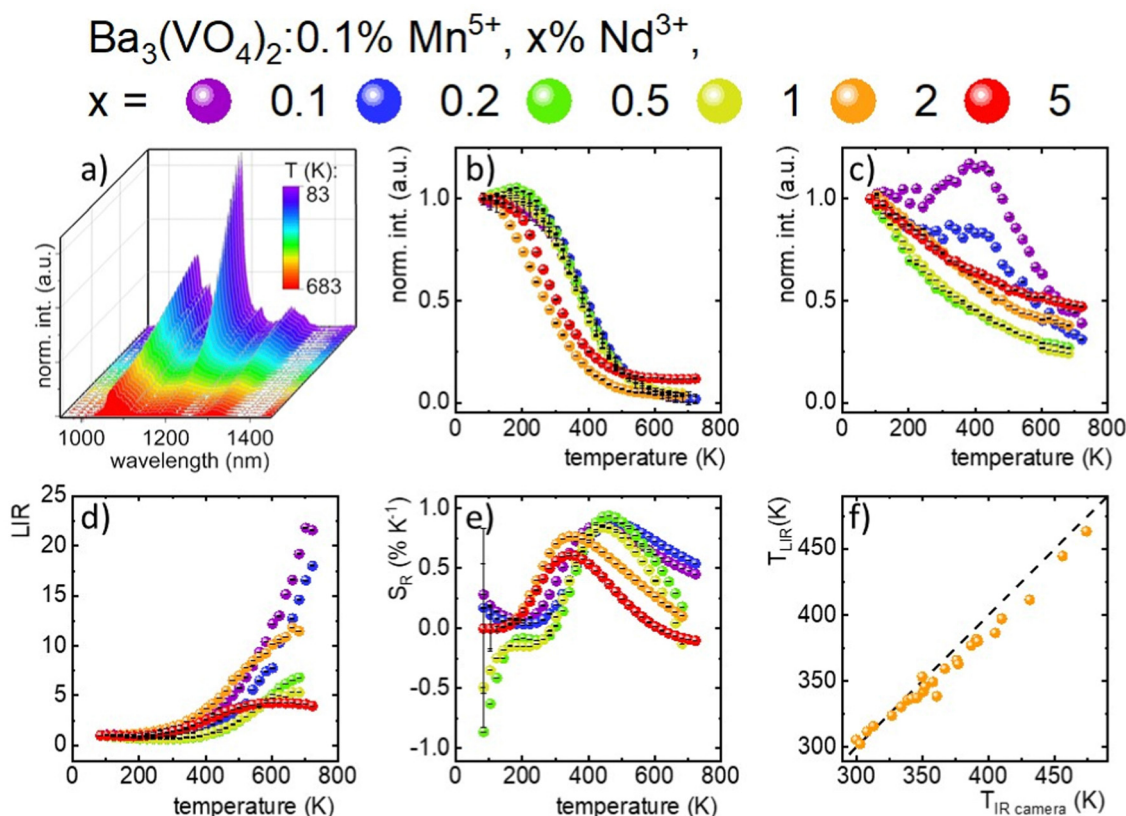 Ba₃(VO₄)₂:0.1% Mn⁵⁺, x% Nd³⁺,
x = 0.1 0.2 0.5 1 2 5
a)
T (K):
83
683
norm. int. (a.u.)
1000 1200 1400
wavelength (nm)
b)
norm. int. (a.u.)
1.0
0.5
0.0
0 200 400 600 800
temperature (K)
c)
norm. int. (a.u.)
1.0
0.5
0.0
0 200 400 600 800
temperature (K)
d)
LIR
25
20
15
10
5
0
0 200 400 600 800
temperature (K)
e)
S_R (% K⁻¹)
1.0
0.5
0.0
-0.5
-1.0
0 200 400 600 800
temperature (K)
f)
T_LIR(K)
450
400
350
300
300 350 400 450
T_IR camera (K)